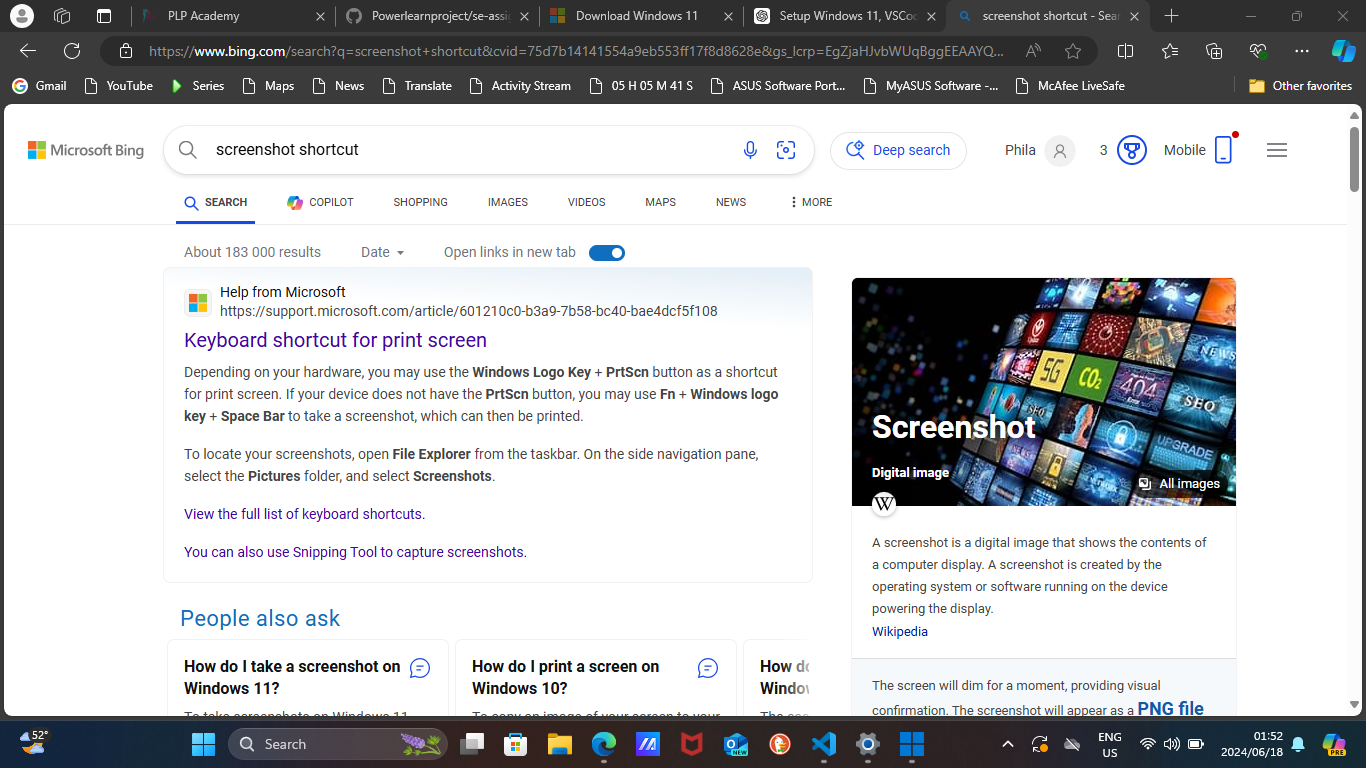 PLP Academy
Powerlearnproject/se-assig
Download Windows 11
Setup Windows 11, VSCod
screenshot shortcut - Sear
https://www.bing.com/search?q=screenshot+shortcut&cvid=75d7b14141554a9eb553ff17f8d8628e&gs_lcrp=EgZjaHJvbWUqBggEEAAYQ...
Gmail
YouTube
Series
Maps
News
Translate
Activity Stream
05 H 05 M 41 S
ASUS Software Port...
MyASUS Software -...
McAfee LiveSafe
Other favorites
Microsoft Bing
screenshot shortcut
Deep search
Phila
3
Mobile
SEARCH
COPILOT
SHOPPING
IMAGES
VIDEOS
MAPS
NEWS
MORE
About 183 000 results
Date
Open links in new tab
Help from Microsoft
https://support.microsoft.com/article/601210c0-b3a9-7b58-bc40-bae4dcf5f108
Keyboard shortcut for print screen
Depending on your hardware, you may use the Windows Logo Key + PrtScn button as a shortcut
for print screen. If your device does not have the PrtScn button, you may use Fn + Windows logo
key + Space Bar to take a screenshot, which can then be printed.
To locate your screenshots, open File Explorer from the taskbar. On the side navigation pane,
select the Pictures folder, and select Screenshots.
View the full list of keyboard shortcuts.
You can also use Snipping Tool to capture screenshots.
People also ask
How do I take a screenshot on
Windows 11?
To take screenshots on Windows 11,
How do I print a screen on
Windows 10?
To copy an image of your screen to your
How do
Windov
5G
CO2
404
Error
NEWS
SEO
SEO
UPGRADE
Screenshot
Digital image
All images
W
A screenshot is a digital image that shows the contents of
a computer display. A screenshot is created by the
operating system or software running on the device
powering the display.
Wikipedia
The screen will dim for a moment, providing visual
confirmation. The screenshot will appear as a PNG file
52°
Search
NEW
ENG
US
01:52
2024/06/18
PRE